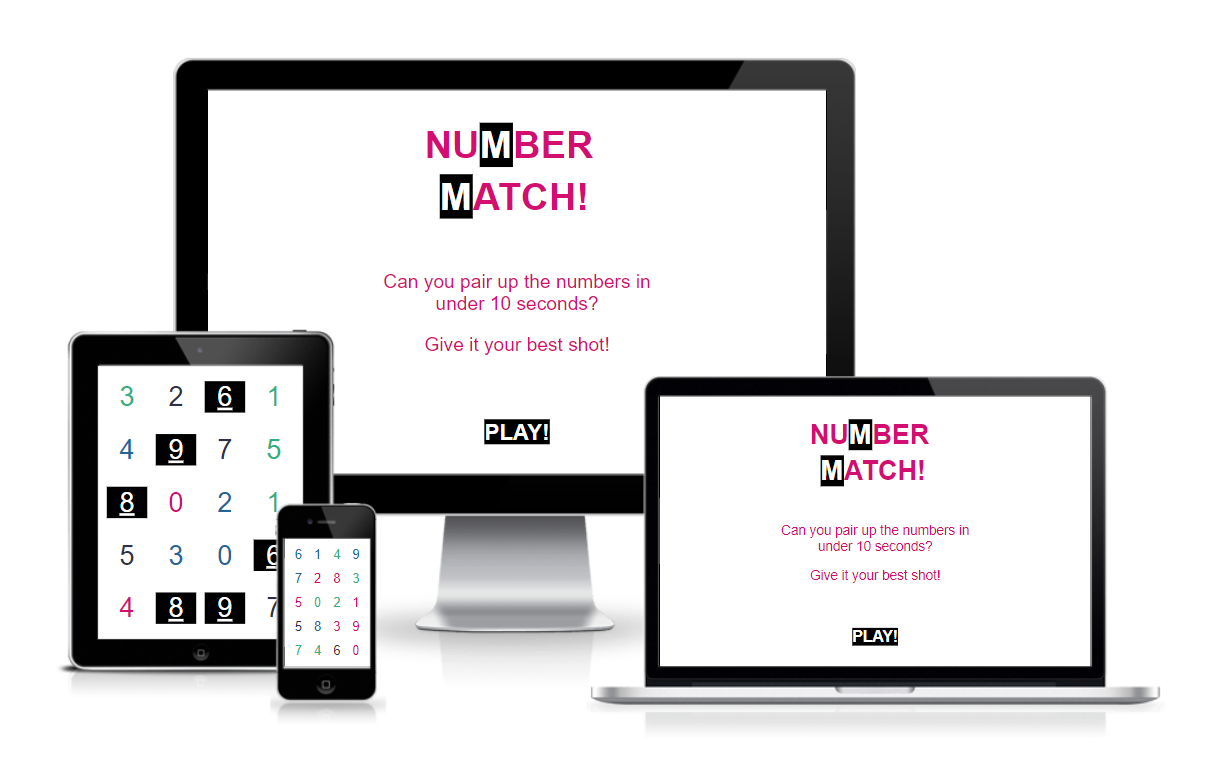 NUMBER
MATCH!
Can you pair up the numbers in
under 10 seconds?
Give it your best shot!
PLAY!
3 2 6 1
4 9 7 5
8 0 2 1
5 3 0 6
4 8 9 7
6 1 4 9
7 2 8 3
5 0 2 1
5 8 3 9
7 4 6 0
NUMBER
MATCH!
Can you pair up the numbers in
under 10 seconds?
Give it your best shot!
PLAY!